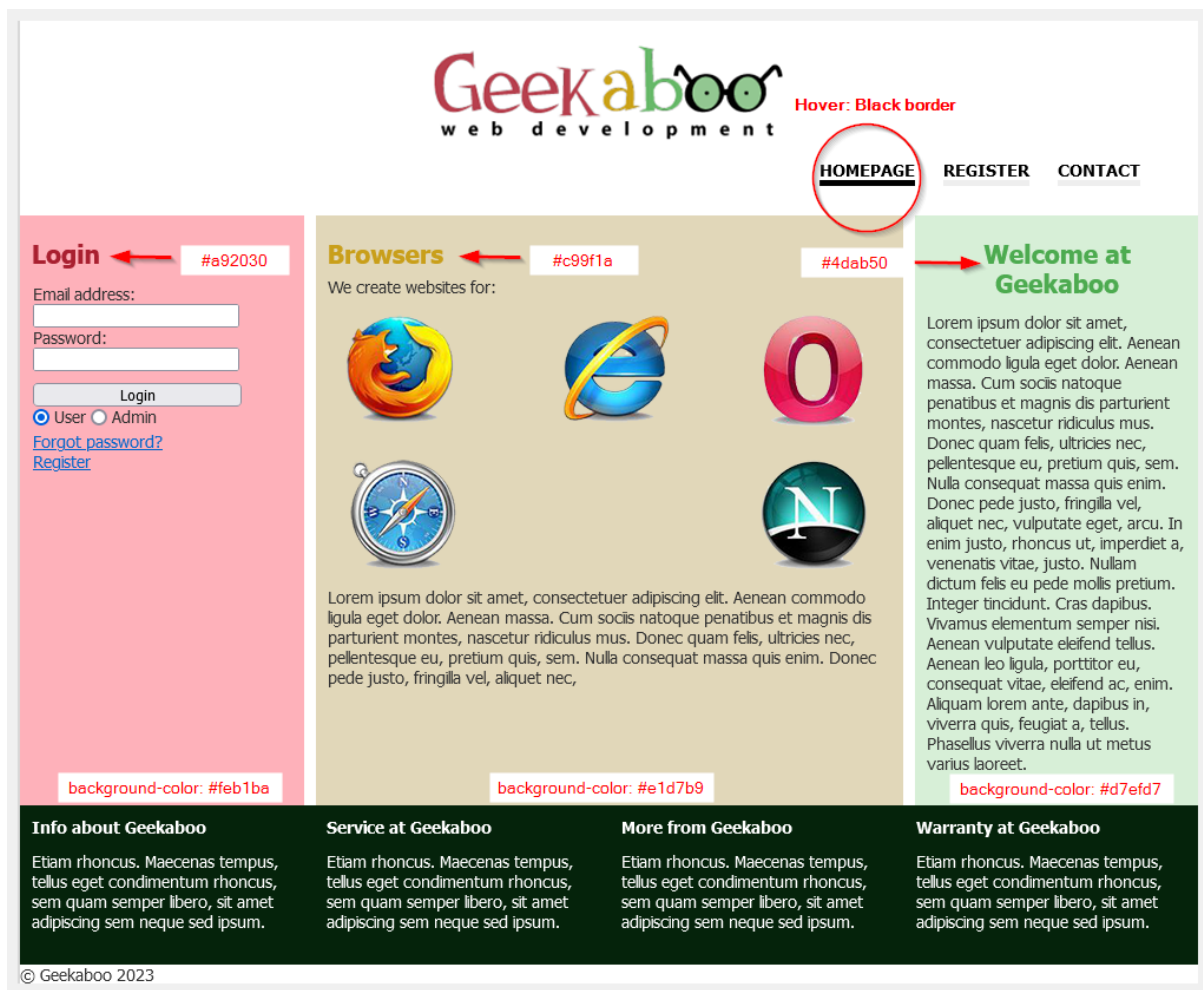 Geekaboo
web development
Hover: Black border
HOMEPAGE REGISTER CONTACT
Login
#a92030
Email address:
Password:
Login
User Admin
Forgot password?
Register
background-color: #feb1ba
Browsers
#c99f1a
We create websites for:
N
Lorem ipsum dolor sit amet, consectetuer adipiscing elit. Aenean commodo
ligula eget dolor. Aenean massa. Cum sociis natoque penatibus et magnis dis
parturient montes, nascetur ridiculus mus. Donec quam felis, ultricies nec,
pellentesque eu, pretium quis, sem. Nulla consequat massa quis enim. Donec
pede justo, fringilla vel, aliquet nec,
background-color: #e1d7b9
#4dab50
Welcome at
Geekaboo
Lorem ipsum dolor sit amet,
consectetuer adipiscing elit. Aenean
commodo ligula eget dolor. Aenean
massa. Cum sociis natoque
penatibus et magnis dis parturient
montes, nascetur ridiculus mus.
Donec quam felis, ultricies nec,
pellentesque eu, pretium quis, sem.
Nulla consequat massa quis enim.
Donec pede justo, fringilla vel,
aliquet nec, vulputate eget, arcu. In
enim justo, rhoncus ut, imperdiet a,
venenatis vitae, justo. Nullam
dictum felis eu pede mollis pretium.
Integer tincidunt. Cras dapibus.
Vivamus elementum semper nisi.
Aenean vulputate eleifend tellus.
Aenean leo ligula, porttitor eu,
consequat vitae, eleifend ac, enim.
Aliquam lorem ante, dapibus in,
viverra quis, feugiat a, tellus.
Phasellus viverra nulla ut metus
varius laoreet.
background-color: #d7efd7
Info about Geekaboo
Etiam rhoncus. Maecenas tempus,
tellus eget condimentum rhoncus,
sem quam semper libero, sit amet
adipiscing sem neque sed ipsum.
Service at Geekaboo
Etiam rhoncus. Maecenas tempus,
tellus eget condimentum rhoncus,
sem quam semper libero, sit amet
adipiscing sem neque sed ipsum.
More from Geekaboo
Etiam rhoncus. Maecenas tempus,
tellus eget condimentum rhoncus,
sem quam semper libero, sit amet
adipiscing sem neque sed ipsum.
Warranty at Geekaboo
Etiam rhoncus. Maecenas tempus,
tellus eget condimentum rhoncus,
sem quam semper libero, sit amet
adipiscing sem neque sed ipsum.
© Geekaboo 2023